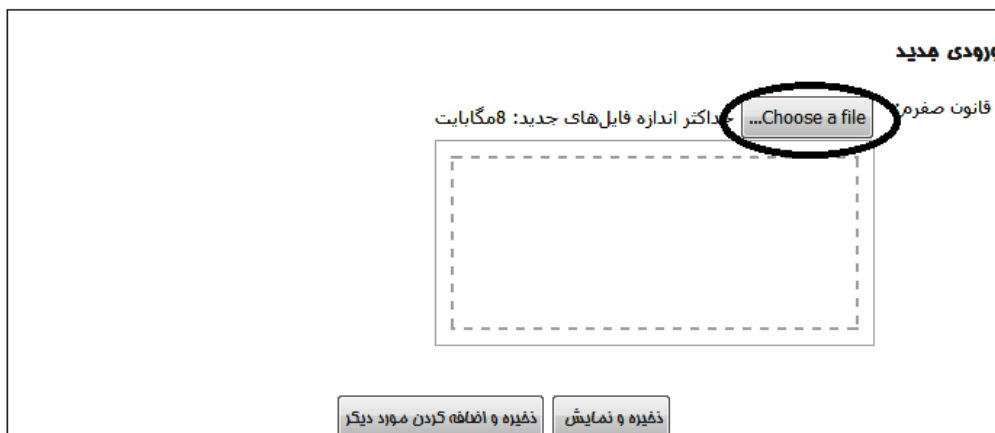 ورودی جدید
قانون صفرم:
Choose a file... حداکثر اندازه فایل‌های جدید: 8مگابایت
ذخیره و نمایش
ذخیره و اضافه کردن مورد دیگر